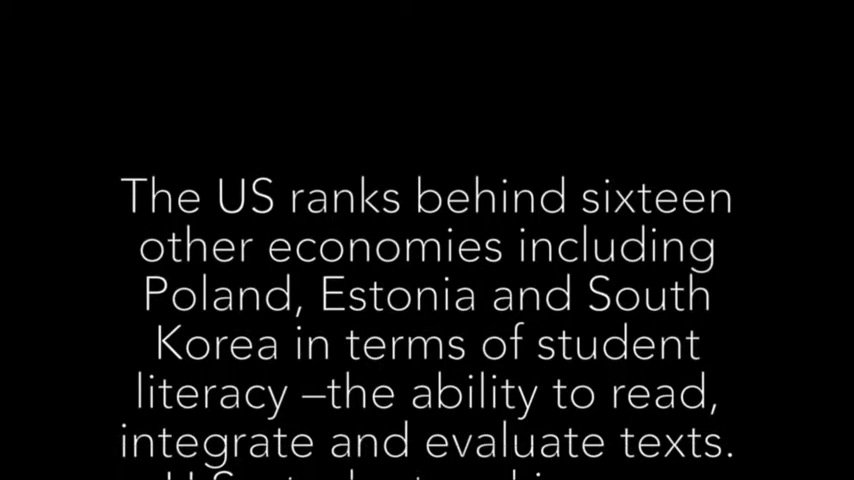 The US ranks behind sixteen
other economies including
Poland, Estonia and South
Korea in terms of student
literacy –the ability to read,
integrate and evaluate texts.